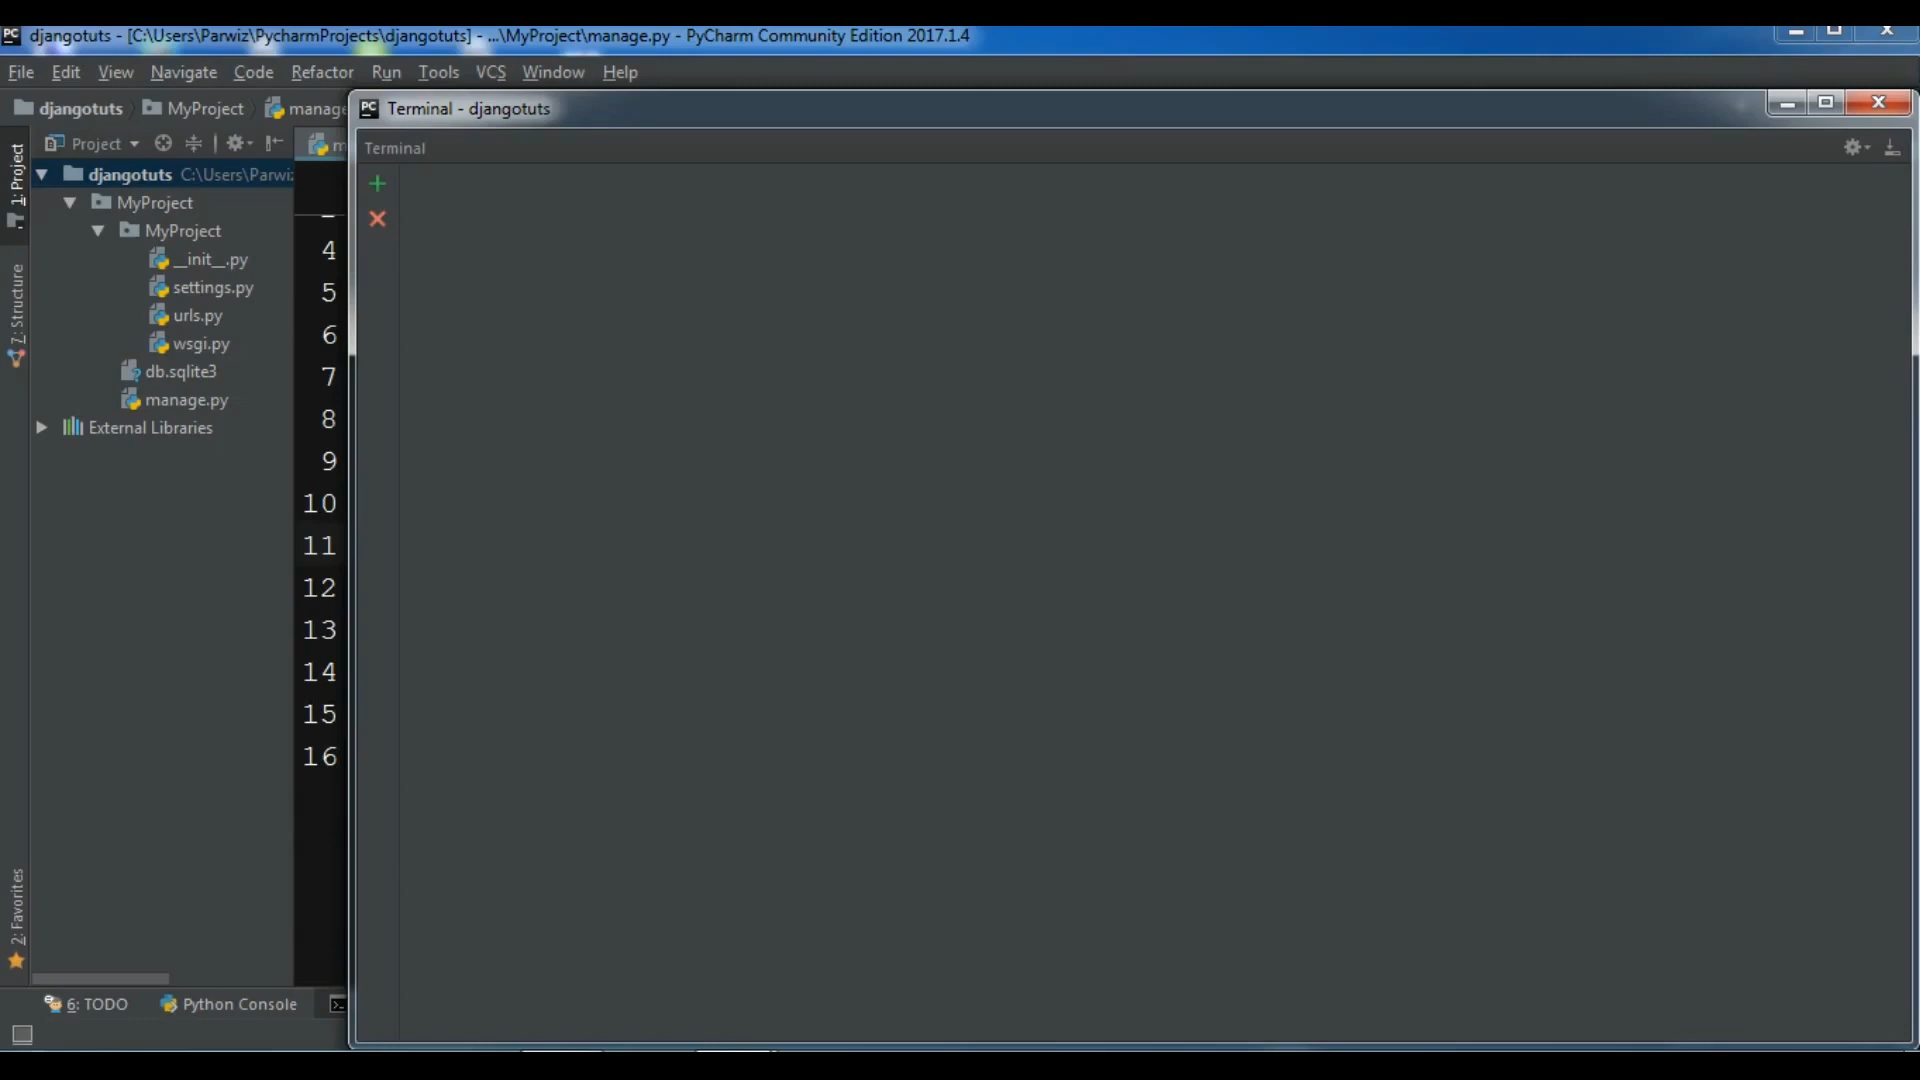 PC djangotuts - [C:\Users\Parwiz\PycharmProjects\djangotuts] - ...\MyProject\manage.py - PyCharm Community Edition 2017.1.4
File Edit View Navigate Code Refactor Run Tools VCS Window Help
djangotuts MyProject manage
PC Terminal - djangotuts
Project
Terminal
1: Project
djangotuts C:\Users\Parwiz
MyProject
MyProject
__init__.py
settings.py
urls.py
wsgi.py
db.sqlite3
manage.py
External Libraries
7: Structure
4
5
6
7
8
9
10
11
12
13
14
15
16
2: Favorites
6: TODO Python Console